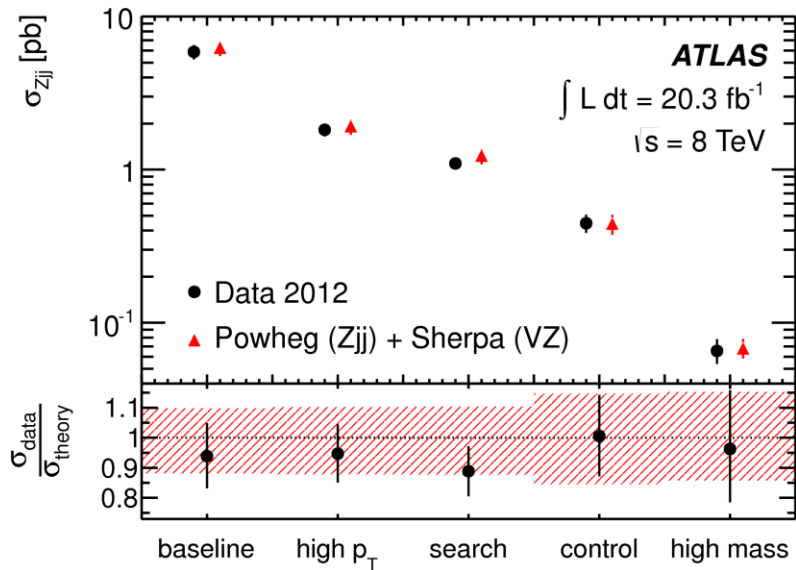 σZjj [pb]
10
1
10⁻¹
ATLAS
∫ L dt = 20.3 fb⁻¹
√s = 8 TeV
Data 2012
Powheg (Zjj) + Sherpa (VZ)
σdata
σtheory
1.1
1
0.9
0.8
baseline high pT search control high mass